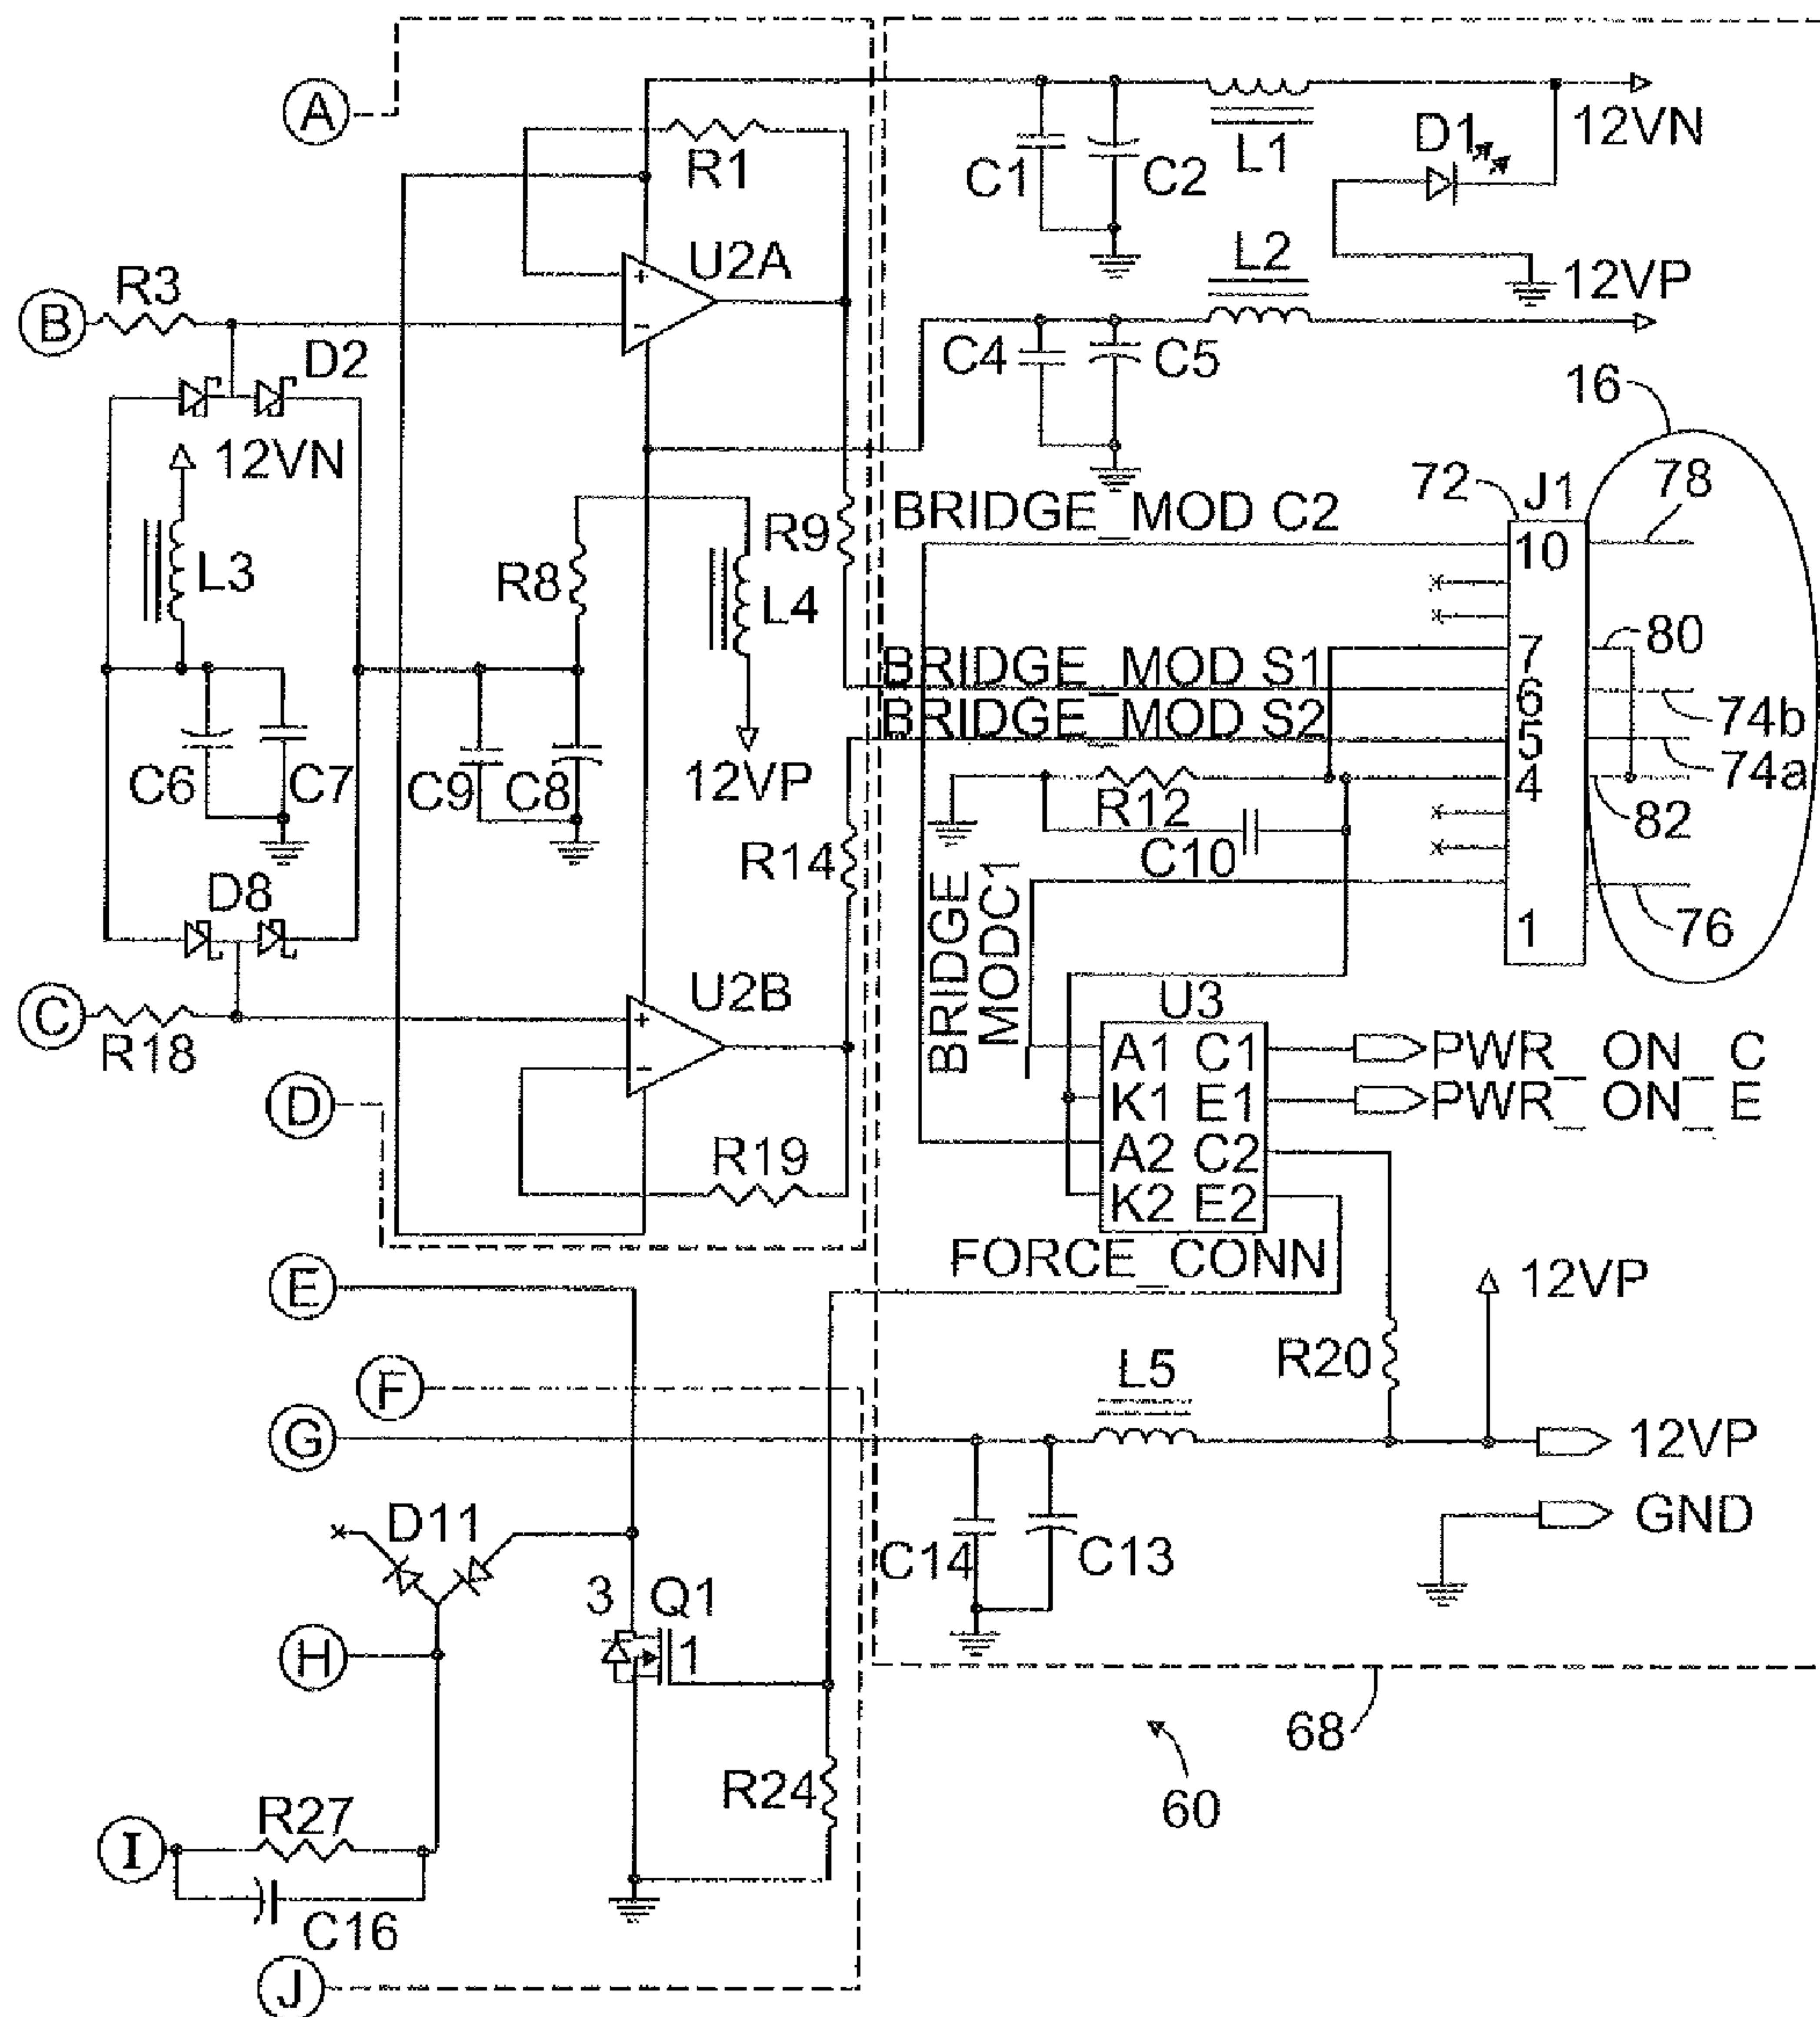 A
12VN
D1
R1
C1
C2
L1
U2A
+
-
L2
12VP
R3
B
D2
C4
C5
16
12VN
72
J1
78
BRIDGE_MOD C2
R9
10
L3
R8
L4
80
7
BRIDGE_MOD S1
6
74b
BRIDGE_MOD S2
5
12VP
74a
C6
C7
C9
C8
4
R12
82
C10
R14
D8
BRIDGE
MODC1
1
76
U2B
U3
C
R18
+
-
A1 C1
PWR_ON_C
K1 E1
PWR_ON_E
D
A2 C2
R19
K2 E2
FORCE_CONN
E
12VP
R20
F
L5
G
12VP
D11
GND
C14
C13
3
Q1
1
H
68
R24
60
R27
I
C16
J